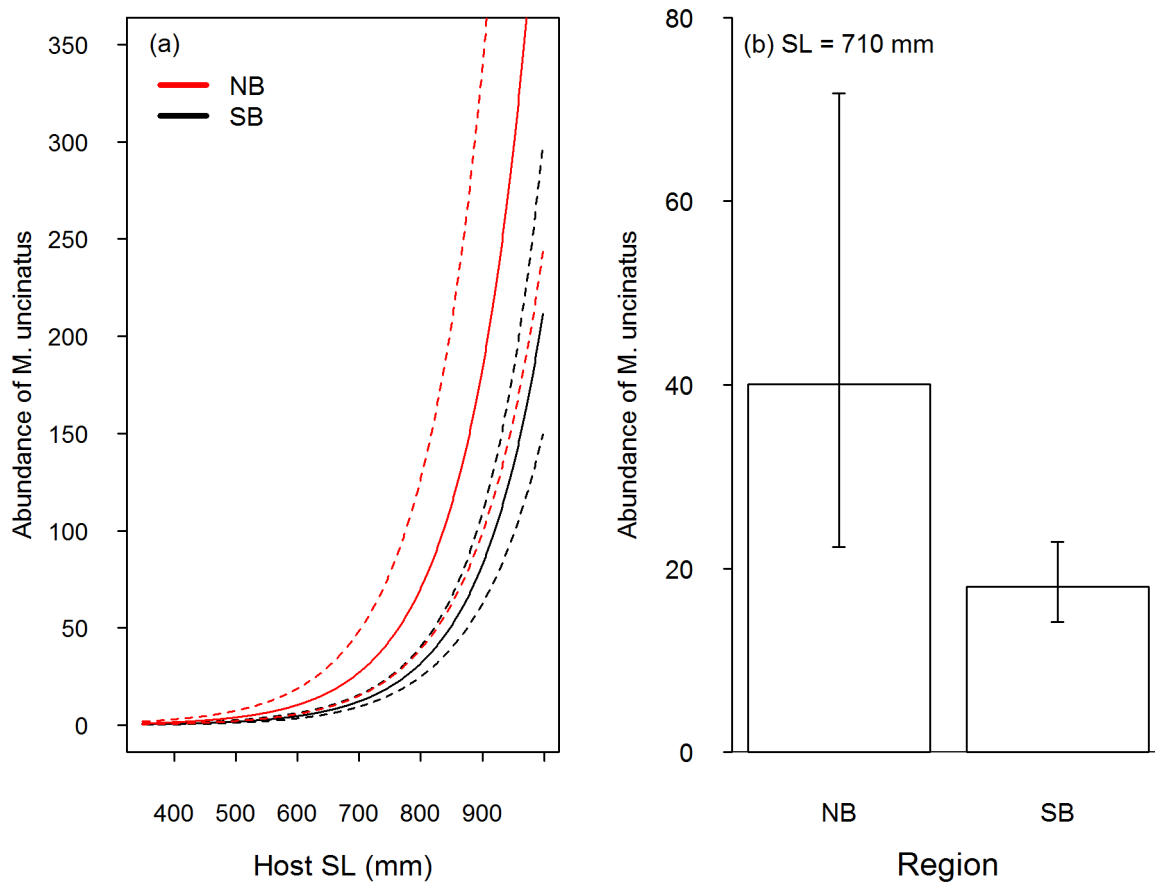 (a)
NB
SB
350
300
250
200
150
100
50
0
Abundance of M. uncinatus
400 500 600 700 800 900
Host SL (mm)
(b) SL = 710 mm
80
60
40
20
0
Abundance of M. uncinatus
NB SB
Region